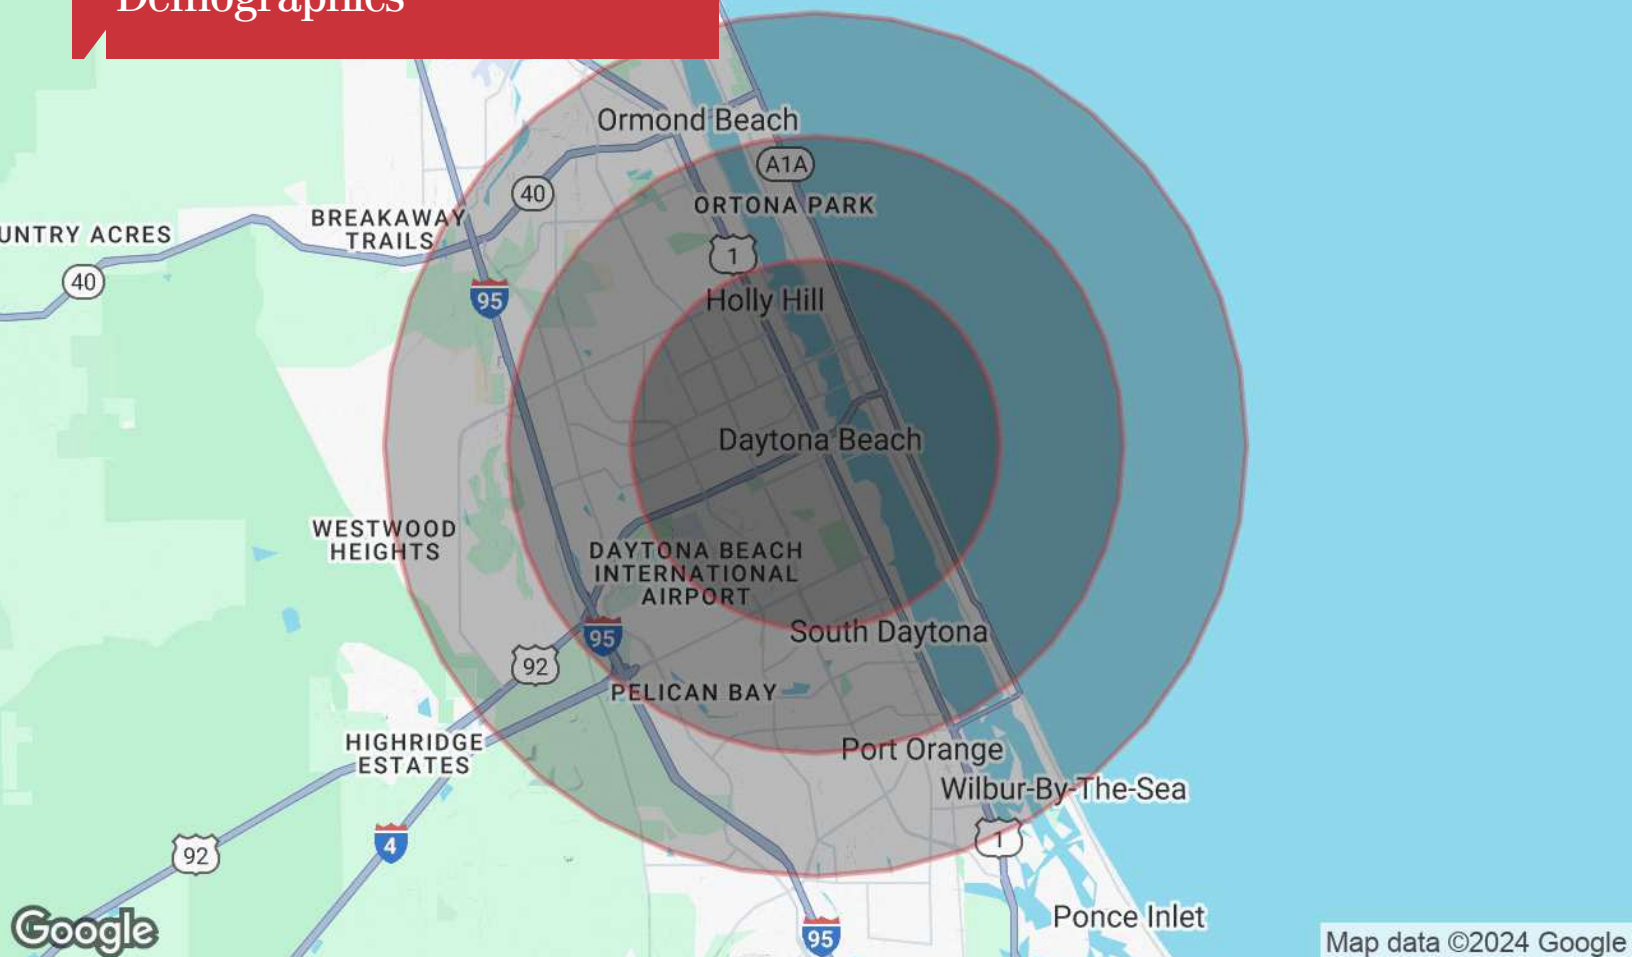 Demographics
Ormond Beach
A1A
40
ORTONA PARK
BREAKAWAY
TRAILS
UNTRY ACRES
1
40
95
Holly Hill
Daytona Beach
WESTWOOD
HEIGHTS
DAYTONA BEACH
INTERNATIONAL
AIRPORT
95
South Daytona
92
PELICAN BAY
HIGHRIDGE
ESTATES
Port Orange
Wilbur-By-The-Sea
1
4
92
Ponce Inlet
95
Google
Map data ©2024 Google